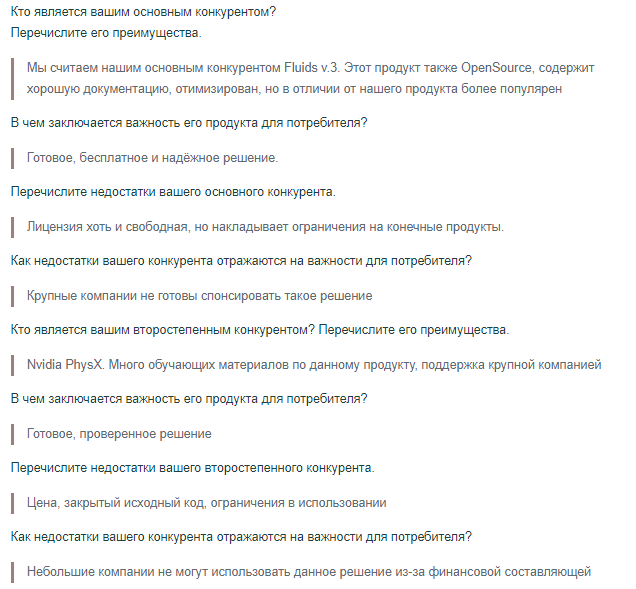 Кто является вашим основным конкурентом?
Перечислите его преимущества.
Мы считаем нашим основным конкурентом Fluids v.3. Этот продукт также OpenSource, содержит
хорошую документацию, отимизирован, но в отличии от нашего продукта более популярен
В чем заключается важность его продукта для потребителя?
Готовое, бесплатное и надёжное решение.
Перечислите недостатки вашего основного конкурента.
Лицензия хоть и свободная, но накладывает ограничения на конечные продукты.
Как недостатки вашего конкурента отражаются на важности для потребителя?
Крупные компании не готовы спонсировать такое решение
Кто является вашим второстепенным конкурентом? Перечислите его преимущества.
Nvidia PhysX. Много обучающих материалов по данному продукту, поддержка крупной компанией
В чем заключается важность его продукта для потребителя?
Готовое, проверенное решение
Перечислите недостатки вашего второстепенного конкурента.
Цена, закрытый исходный код, ограничения в использовании
Как недостатки вашего конкурента отражаются на важности для потребителя?
Небольшие компании не могут использовать данное решение из-за финансовой составляющей